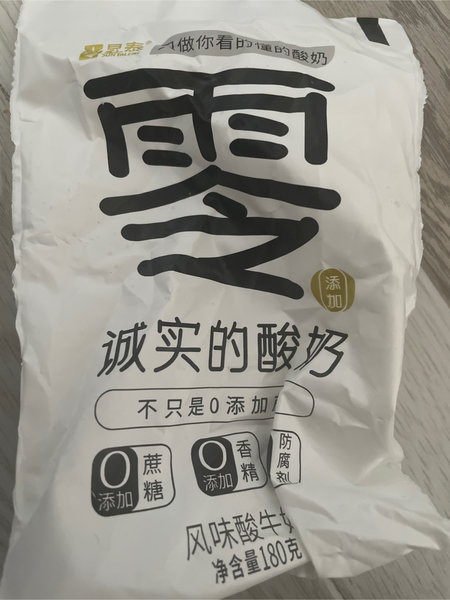 做你看的懂的酸奶
零
添加
诚实的酸奶
不只是0添加
0添加
蔗糖
0添加
香精
防腐剂
风味酸牛
净含量180克